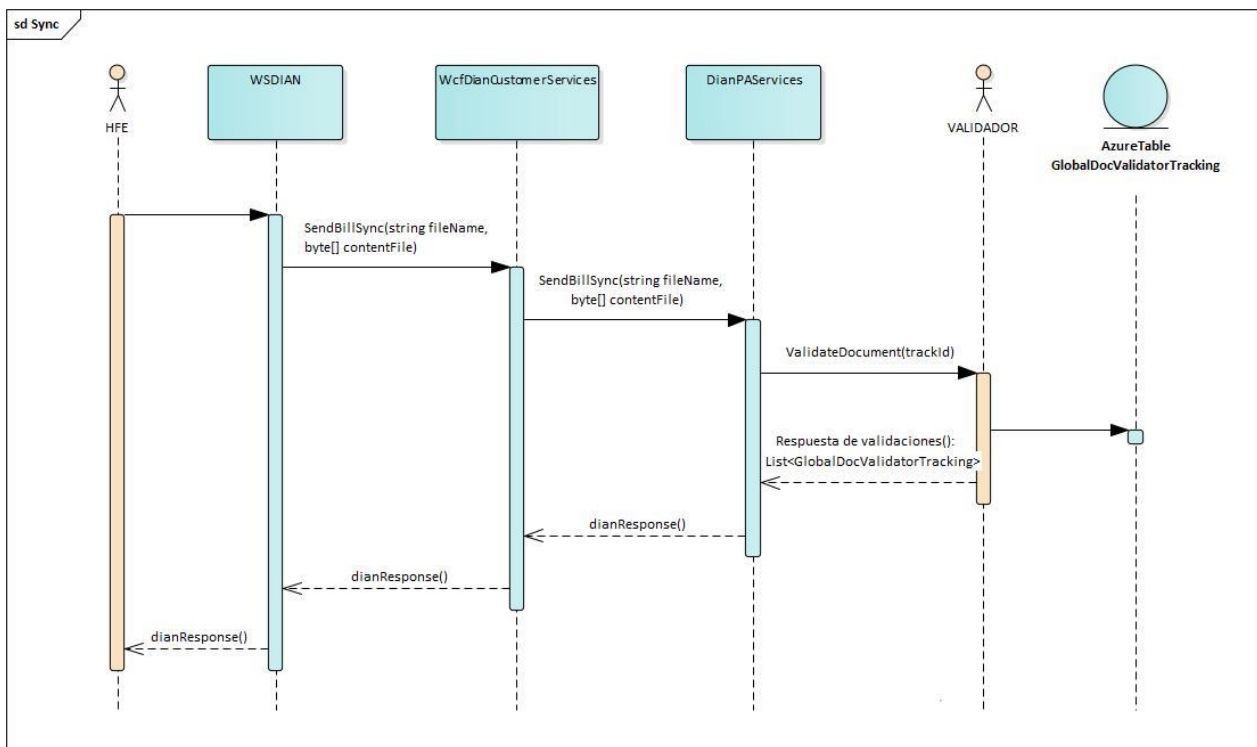 sd Sync
HFE
WSDIAN
WcfDianCustomerServices
DianPAServices
VALIDADOR
AzureTable
GlobalDocValidatorTracking
SendBillSync(string fileName,
byte[] contentFile)
SendBillSync(string fileName,
byte[] contentFile)
ValidateDocument(trackId)
Respuesta de validaciones():
List<GlobalDocValidatorTracking>
dianResponse()
dianResponse()
dianResponse()